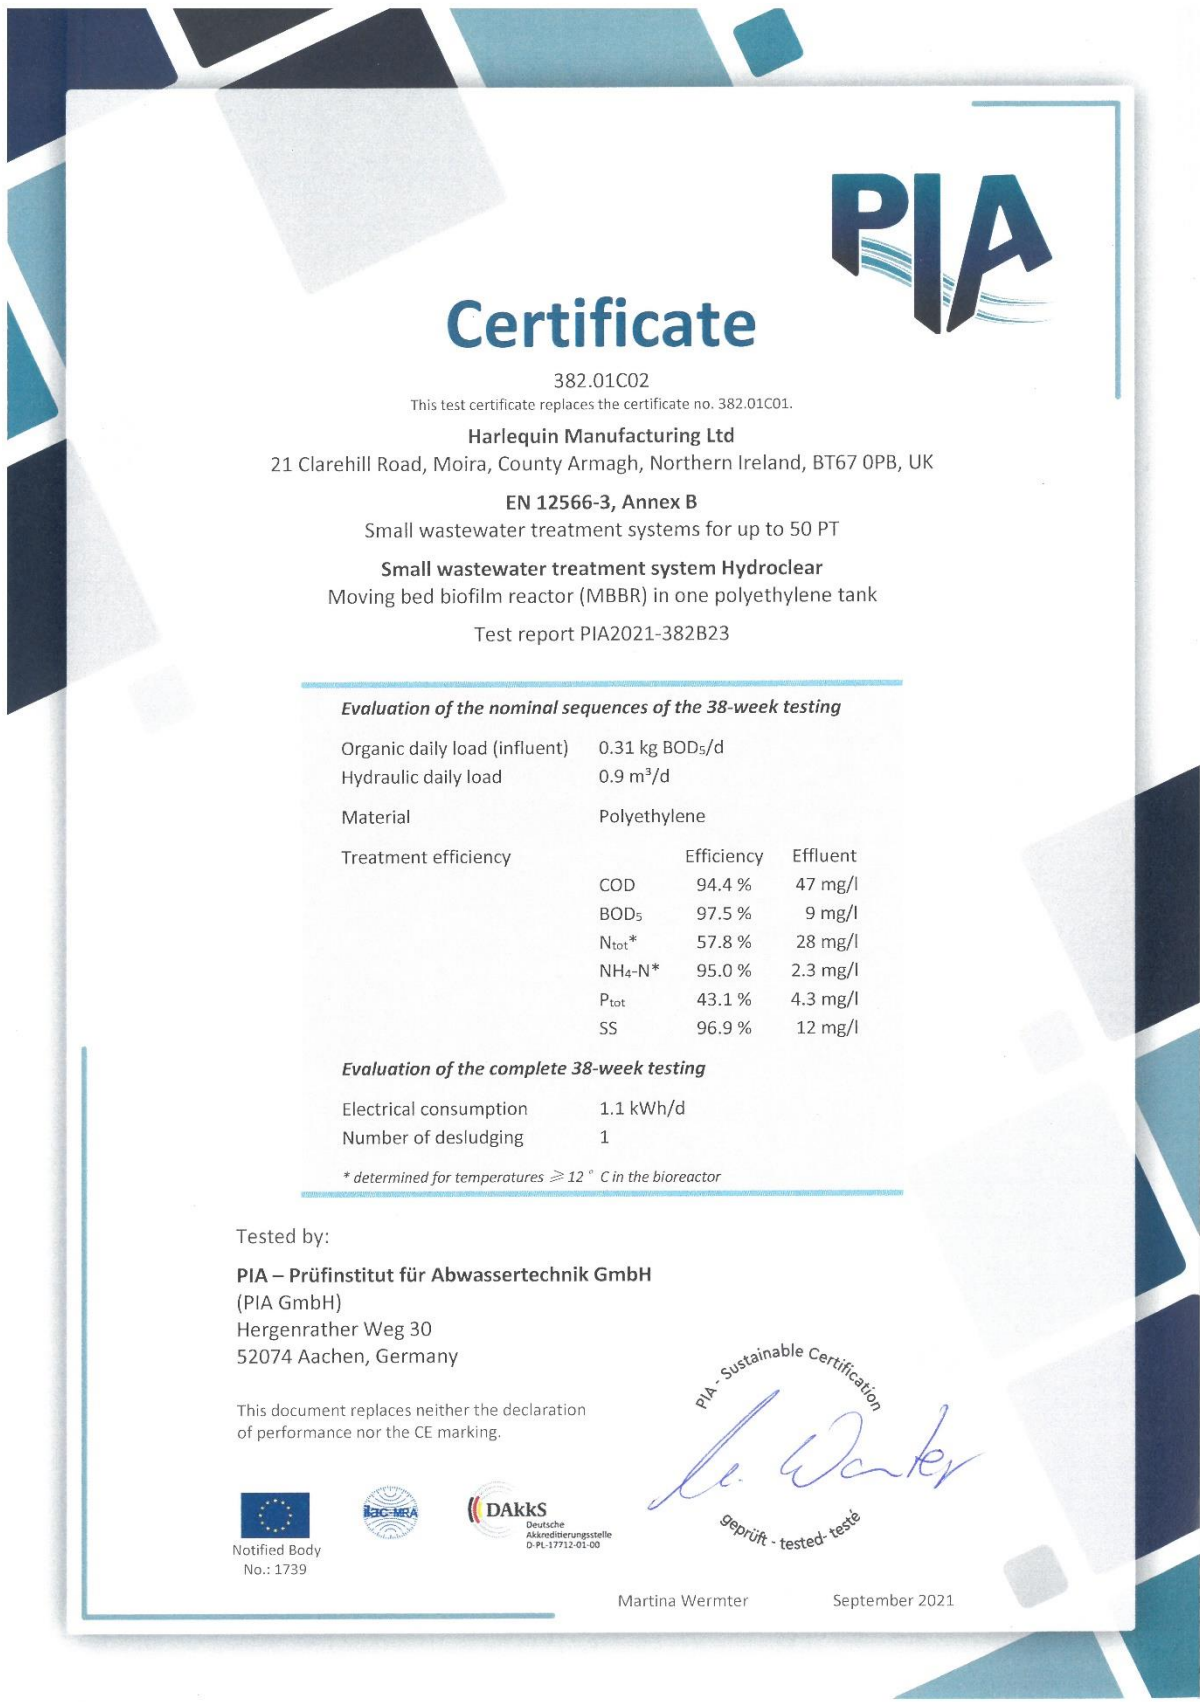 PIA
Certificate
382.01C02
This test certificate replaces the certificate no. 382.01C01.
Harlequin Manufacturing Ltd
21 Clarehill Road, Moira, County Armagh, Northern Ireland, BT67 0PB, UK
EN 12566-3, Annex B
Small wastewater treatment systems for up to 50 PT
Small wastewater treatment system Hydroclear
Moving bed biofilm reactor (MBBR) in one polyethylene tank
Test report PIA2021-382B23
Evaluation of the nominal sequences of the 38-week testing
Organic daily load (influent) 0.31 kg BOD₅/d
Hydraulic daily load 0.9 m³/d
Material Polyethylene
Treatment efficiency Efficiency Effluent
COD 94.4 % 47 mg/l
BOD₅ 97.5 % 9 mg/l
Ntot* 57.8 % 28 mg/l
NH₄-N* 95.0 % 2.3 mg/l
Ptot 43.1 % 4.3 mg/l
SS 96.9 % 12 mg/l
Evaluation of the complete 38-week testing
Electrical consumption 1.1 kWh/d
Number of desludging 1
* determined for temperatures ⩾ 12 ° C in the bioreactor
Tested by:
PIA – Prüfinstitut für Abwassertechnik GmbH
(PIA GmbH)
Hergenrather Weg 30
52074 Aachen, Germany
This document replaces neither the declaration
of performance nor the CE marking.
PIA - Sustainable Certification
geprüft - tested- testé
Notified Body
No.: 1739
ilac-MRA
DAkkS
Deutsche
Akkreditierungsstelle
D-PL-17712-01-00
Martina Wermter September 2021